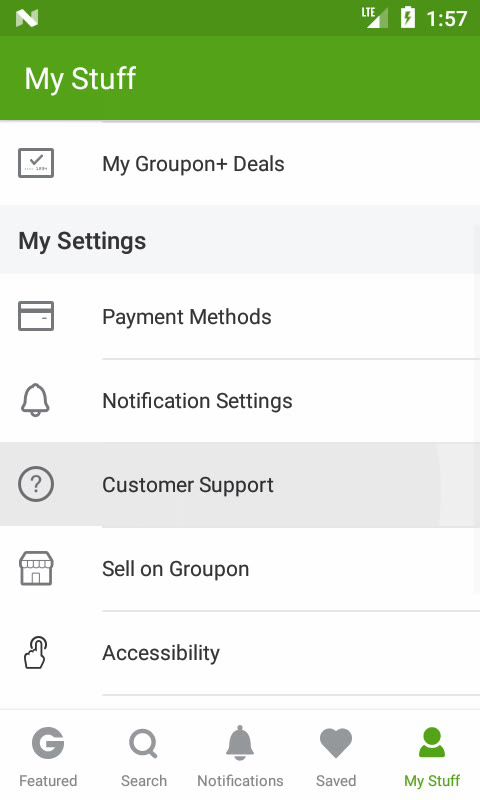 LTE 1:57
My Stuff
My Groupon+ Deals
My Settings
Payment Methods
Notification Settings
? Customer Support
Sell on Groupon
Accessibility
G
Featured Search Notifications Saved My Stuff